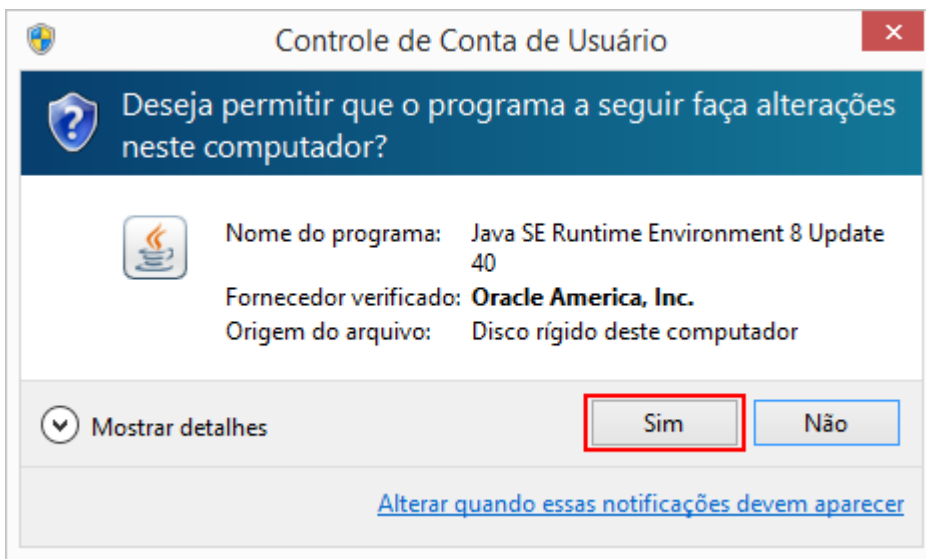 Controle de Conta de Usuário
Deseja permitir que o programa a seguir faça alterações
neste computador?
Nome do programa: Java SE Runtime Environment 8 Update
40
Fornecedor verificado: Oracle America, Inc.
Origem do arquivo: Disco rígido deste computador
Mostrar detalhes
Sim
Não
Alterar quando essas notificações devem aparecer